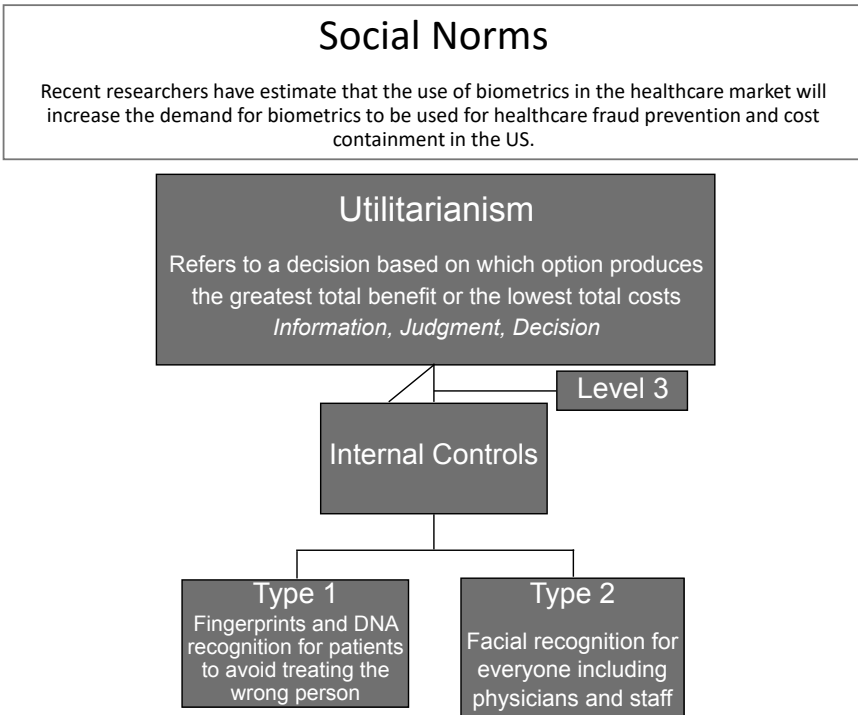 Social Norms
Recent researchers have estimate that the use of biometrics in the healthcare market will
increase the demand for biometrics to be used for healthcare fraud prevention and cost
containment in the US.
Utilitarianism
Refers to a decision based on which option produces
the greatest total benefit or the lowest total costs
Information, Judgment, Decision
Level 3
Internal Controls
Type 1
Fingerprints and DNA
recognition for patients
to avoid treating the
wrong person
Type 2
Facial recognition for
everyone including
physicians and staff